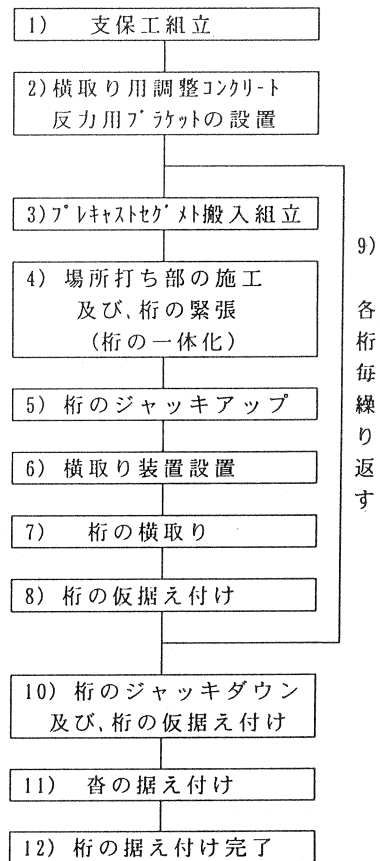 1) 支保工組立
2)横取り用調整ｺﾝｸﾘｰﾄ
反力用ﾌﾞﾗｹｯﾄの設置
3)ﾌﾟﾚｷｬｽﾄｾｸﾞﾒﾄ搬入組立
4) 場所打ち部の施工
及び､桁の緊張
(桁の一体化)
5) 桁のジャッキアップ
6) 横取り装置設置
7) 桁の横取り
8) 桁の仮据え付け
9)
各桁毎繰り返す
10) 桁のジャッキダウン
及び､桁の仮据え付け
11) 沓の据え付け
12) 桁の据え付け完了